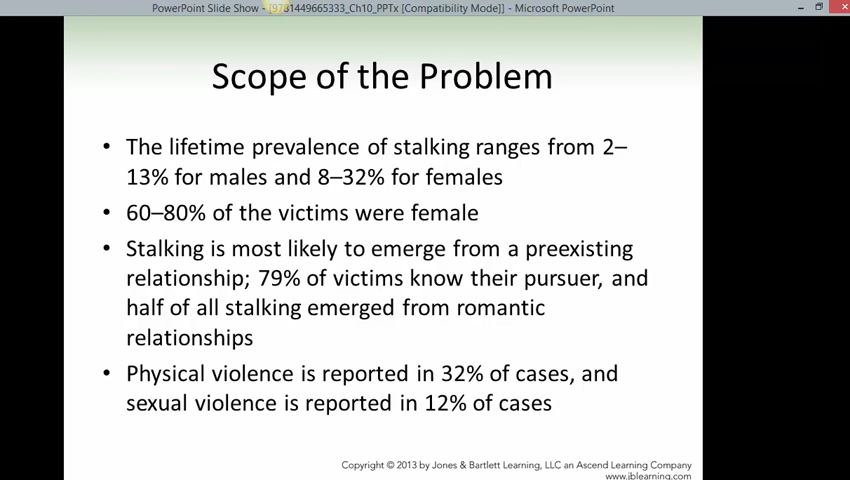 PowerPoint Slide Show - [9781449665333_Ch10_PPTx [Compatibility Mode]] - Microsoft PowerPoint
Scope of the Problem
• The lifetime prevalence of stalking ranges from 2–
13% for males and 8–32% for females
• 60–80% of the victims were female
• Stalking is most likely to emerge from a preexisting
relationship; 79% of victims know their pursuer, and
half of all stalking emerged from romantic
relationships
• Physical violence is reported in 32% of cases, and
sexual violence is reported in 12% of cases
Copyright © 2013 by Jones & Bartlett Learning, LLC an Ascend Learning Company
www.jblearning.com